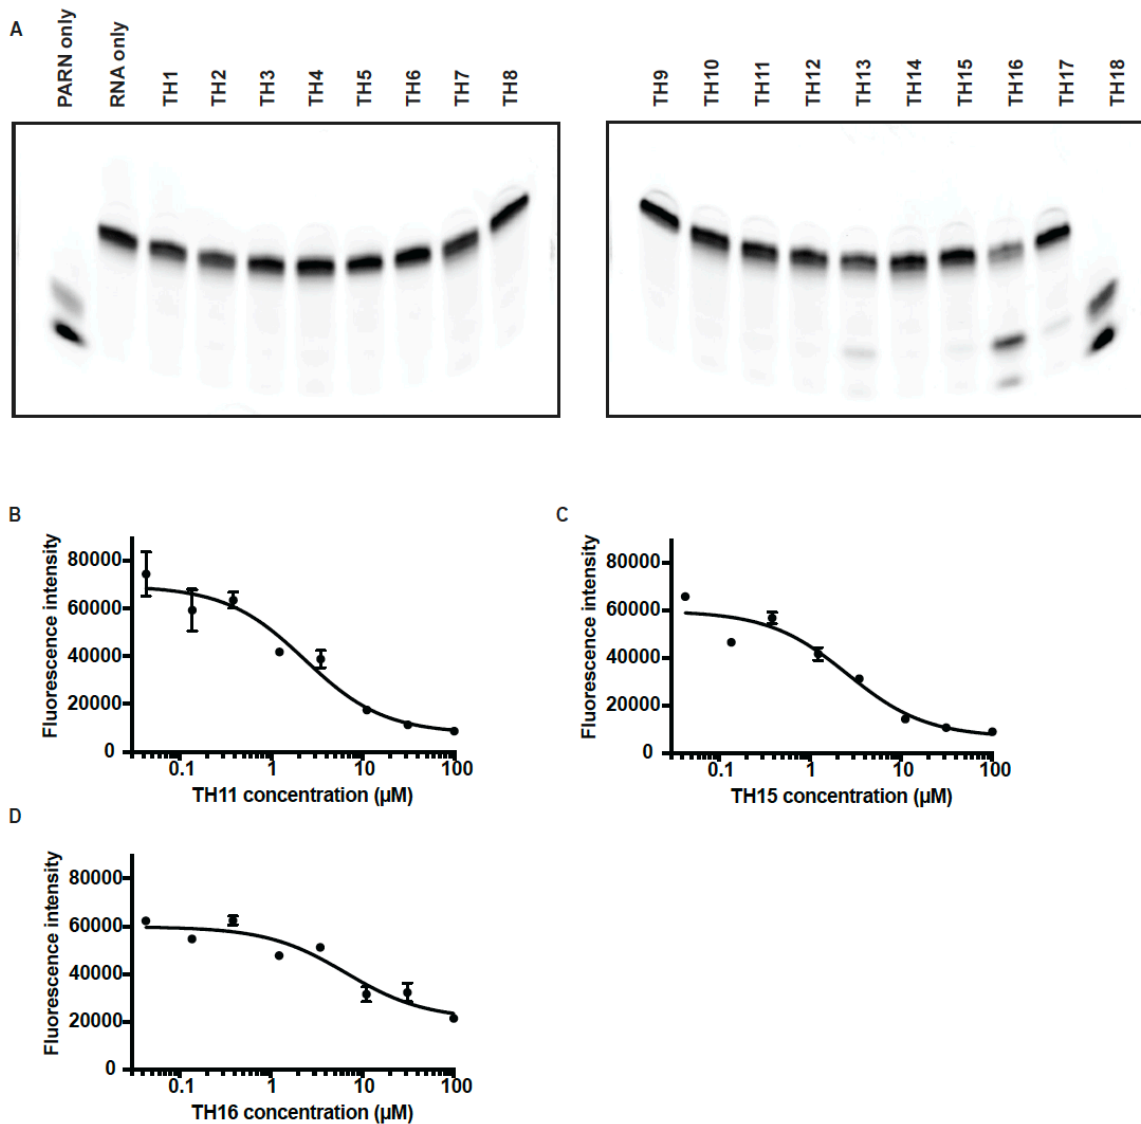 A
PARN only
RNA only
TH1
TH2
TH3
TH4
TH5
TH6
TH7
TH8
TH9
TH10
TH11
TH12
TH13
TH14
TH15
TH16
TH17
TH18
B
Fluorescence intensity
80000
60000
40000
20000
0
0.1
1
10
100
TH11 concentration (µM)
C
Fluorescence intensity
80000
60000
40000
20000
0
0.1
1
10
100
TH15 concentration (µM)
D
Fluorescence intensity
80000
60000
40000
20000
0
0.1
1
10
100
TH16 concentration (µM)